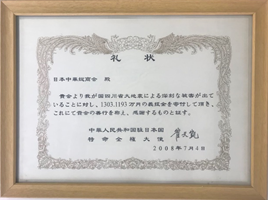 礼状
日本中華總商会 殿
貴会より我が国四川省大地震による深刻な被害が出て
いることに対し、1303.1193万円の義援金を寄付して頂き、
これにて貴会の善行を称え、感謝するものと証す。
中華人民共和国駐日本国
特命全権大使
2008年7月4日